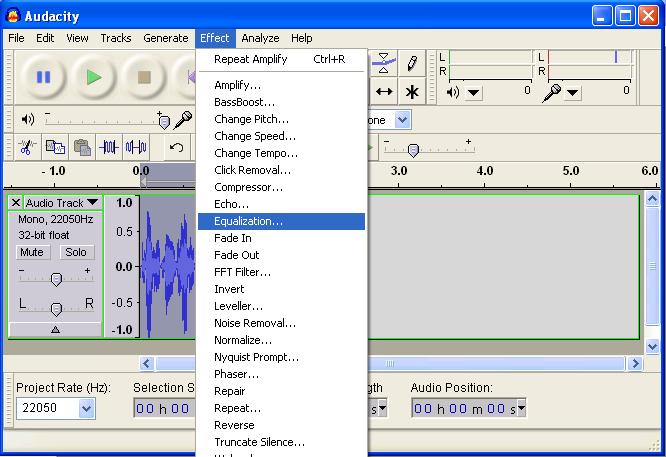 Audacity
File Edit View Tracks Generate Effect Analyze Help
Repeat Amplify Ctrl+R
Amplify...
BassBoost...
Change Pitch...
Change Speed...
Change Tempo...
Click Removal...
Compressor...
Echo...
Equalization...
Fade In
Fade Out
FFT Filter...
Invert
Leveller...
Noise Removal...
Normalize...
Nyquist Prompt...
Phaser...
Repair
Repeat...
Reverse
Truncate Silence...
L L
R R
0 0
- +
one
- +
- 1.0 0.0 3.0 4.0 5.0 6.0
Audio Track 1.0
Mono, 22050Hz
32-bit float 0.5
Mute Solo
- + 0.0
L R -0.5
-1.0
Project Rate (Hz): Selection S gth Audio Position:
22050 00 h 00 s 00 h 00 m 00 s